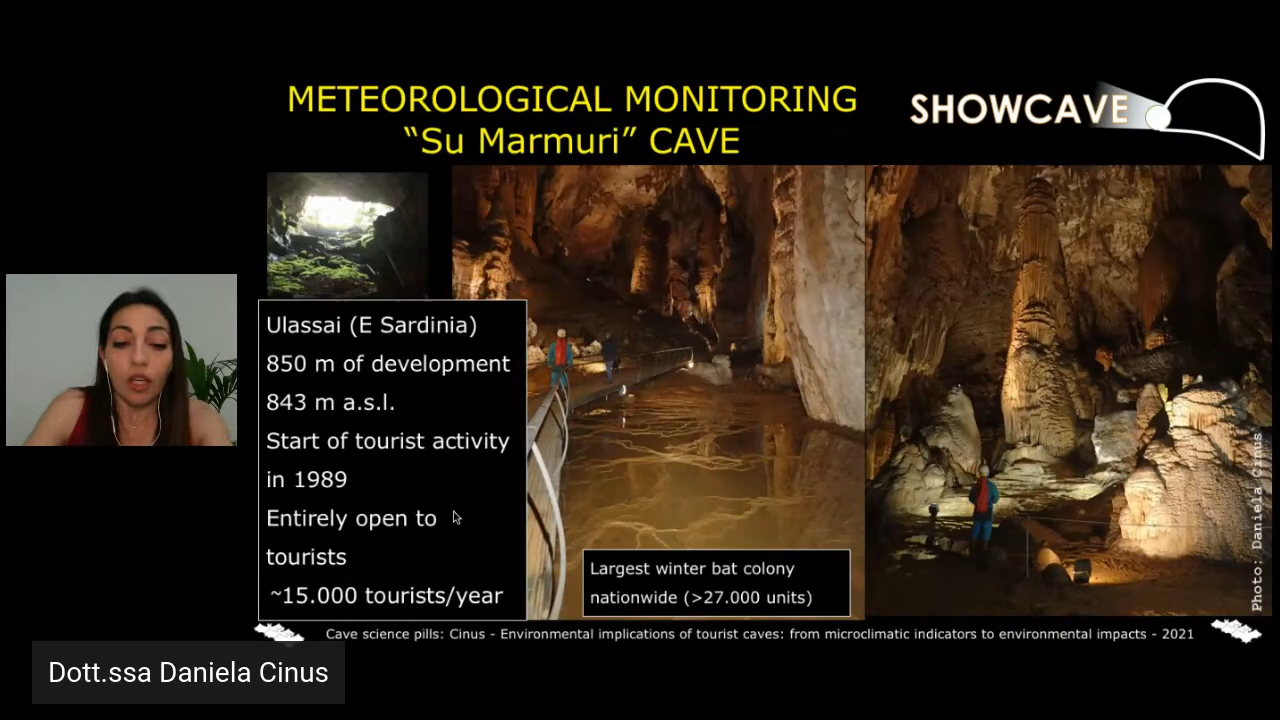 METEOROLOGICAL MONITORING
“Su Marmuri” CAVE
SHOWCAVE
Ulassai (E Sardinia)
850 m of development
843 m a.s.l.
Start of tourist activity
in 1989
Entirely open to
tourists
~15.000 tourists/year
Largest winter bat colony
nationwide (>27.000 units)
Photo: Daniela Cinus
Cave science pills: Cinus - Environmental implications of tourist caves: from microclimatic indicators to environmental impacts - 2021
Dott.ssa Daniela Cinus